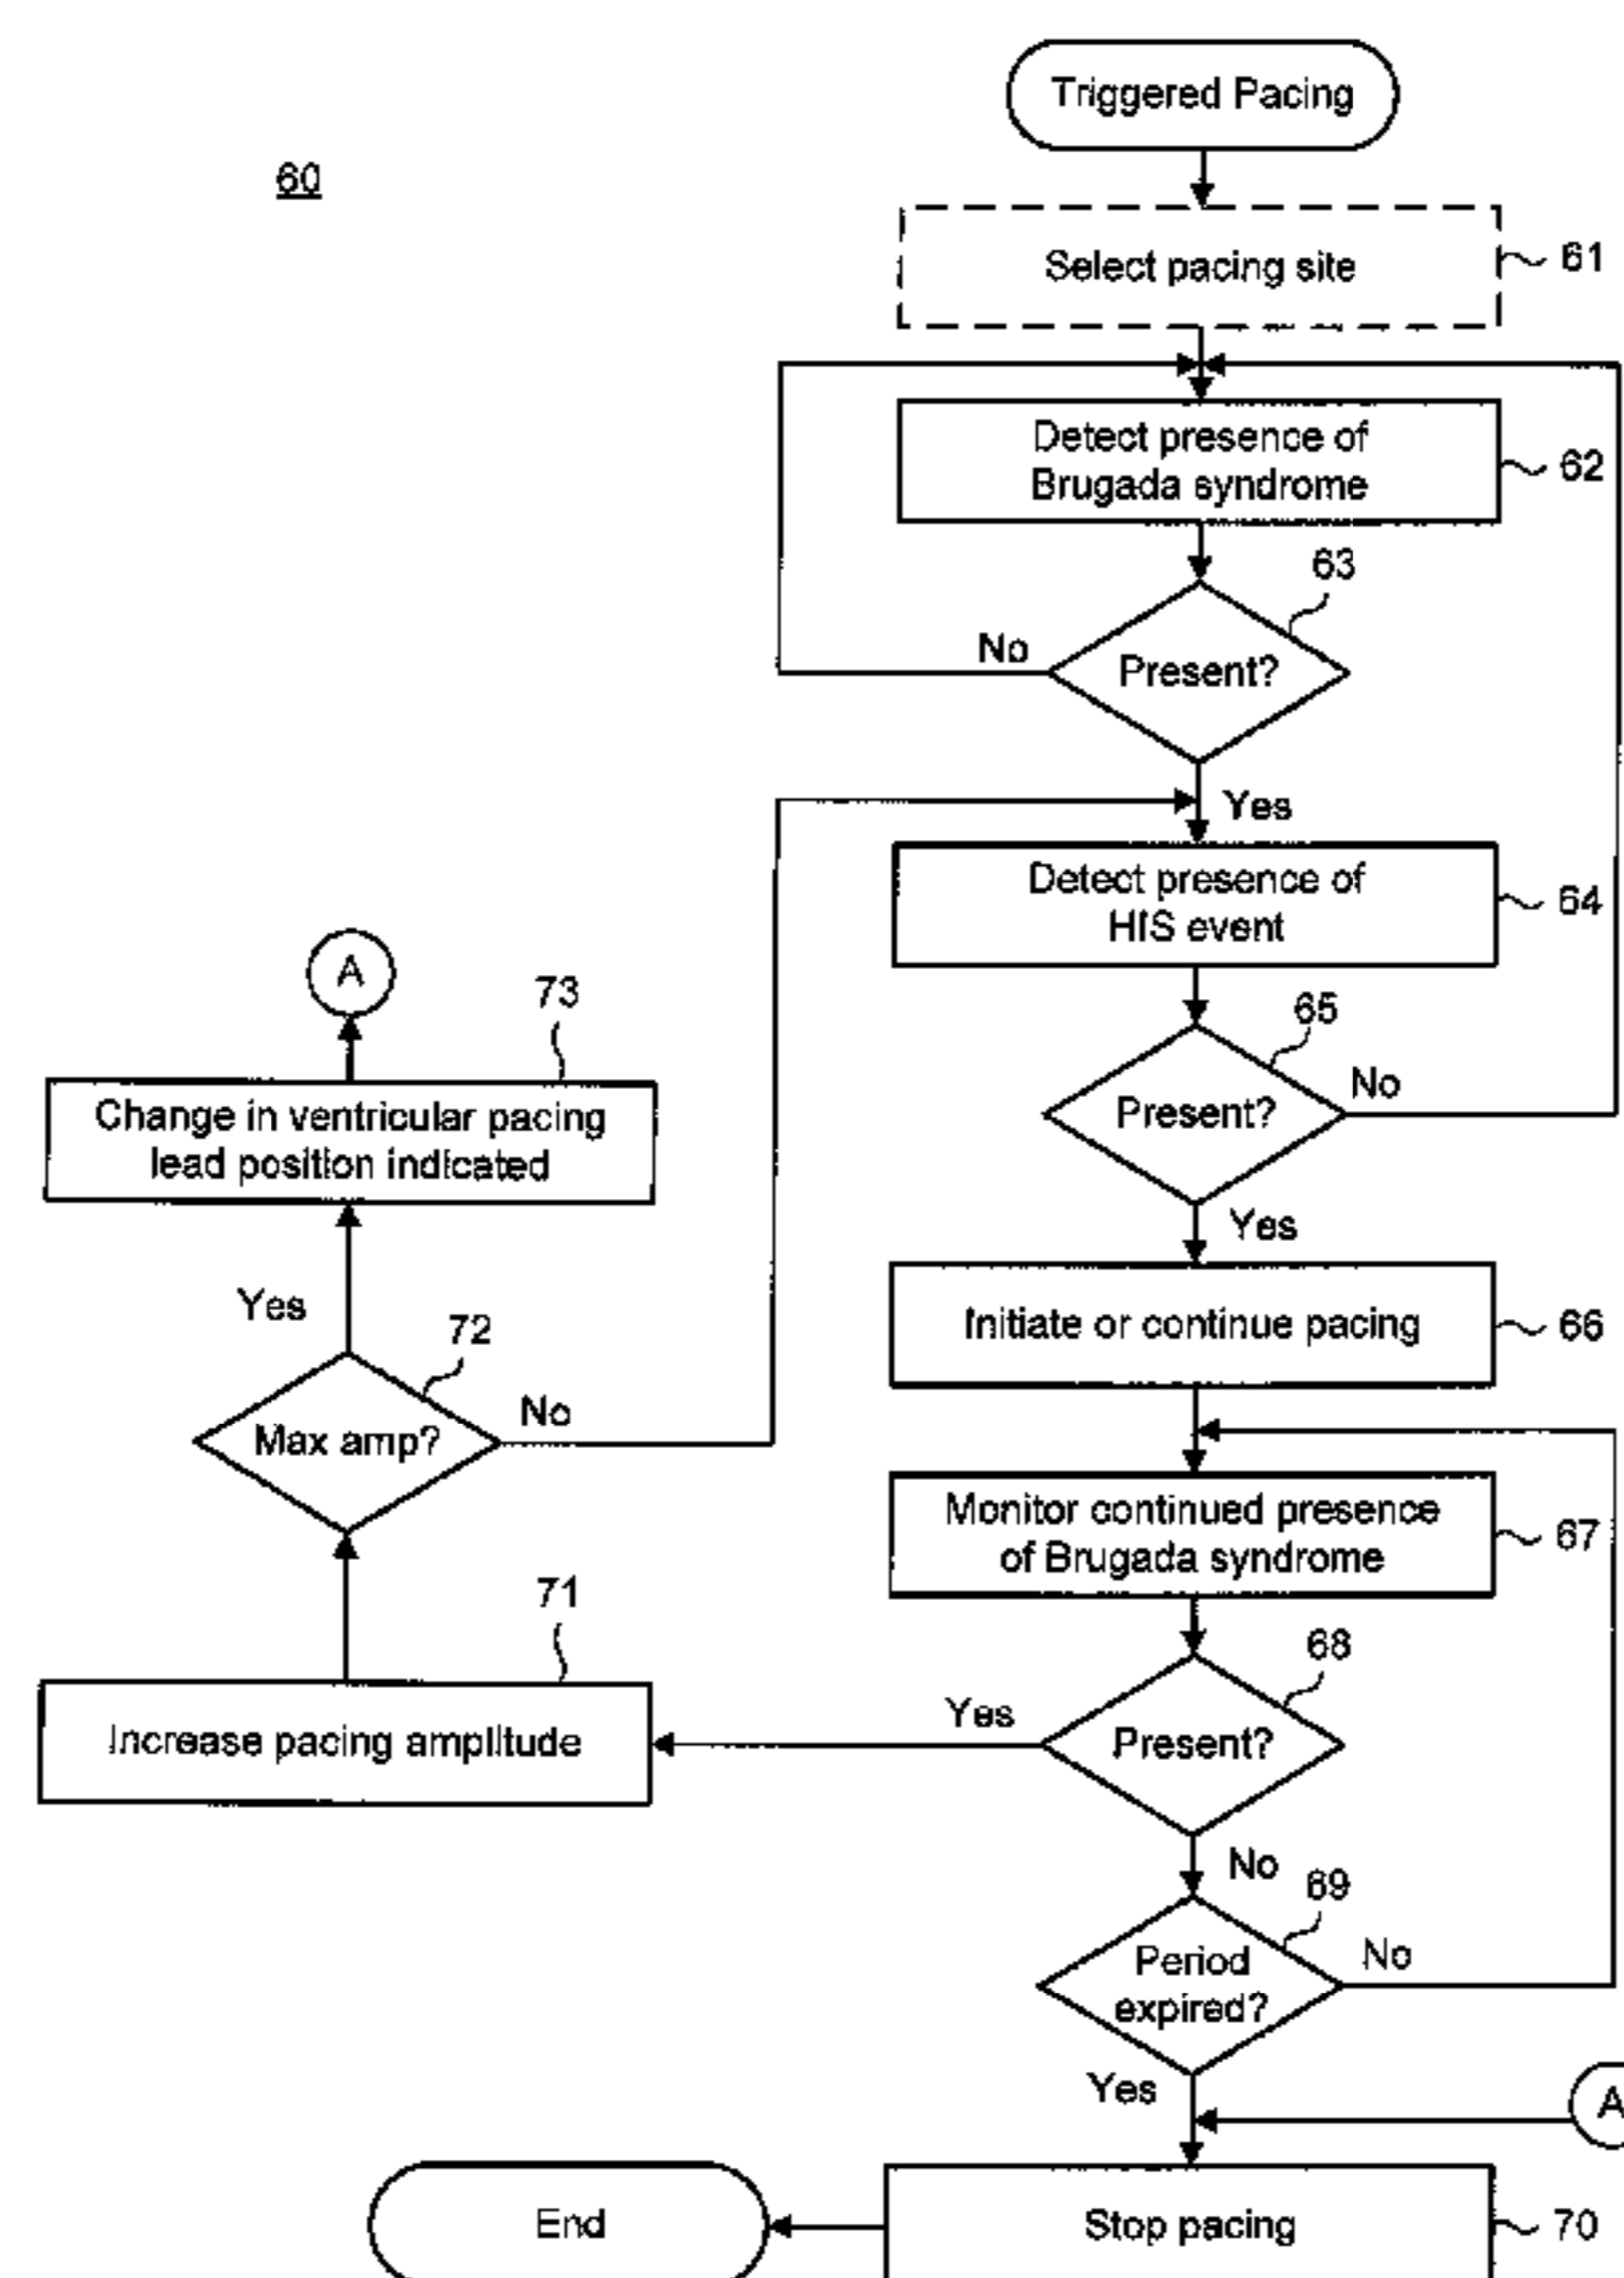 Triggered Pacing
60
Select pacing site
61
Detect presence of
Brugada syndrome
62
63
Present?
No
Yes
Detect presence of
HIS event
64
65
Present?
No
Yes
Initiate or continue pacing
66
Monitor continued presence
of Brugada syndrome
67
68
Present?
Yes
No
69
Period
expired?
No
Yes
A
Stop pacing
70
End
71
Increase pacing amplitude
72
Max amp?
No
Yes
73
Change in ventricular pacing
lead position indicated
A